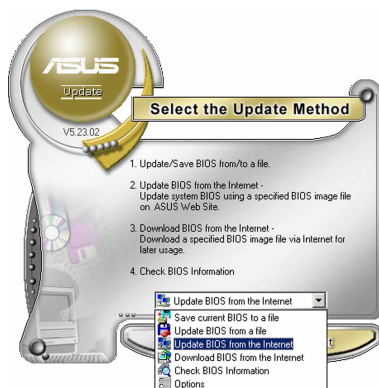 ASUS
Update
V5.23.02
Select the Update Method
1. Update/Save BIOS from/to a file.
2. Update BIOS from the Internet -
Update system BIOS using a specified BIOS image file
on ASUS Web Site.
3. Download BIOS from the Internet -
Download a specified BIOS image file via Internet for
later usage.
4. Check BIOS Information
Update BIOS from the Internet
Save current BIOS to a file
Update BIOS from a file
Update BIOS from the Internet
Download BIOS from the Internet
Check BIOS Information
Options